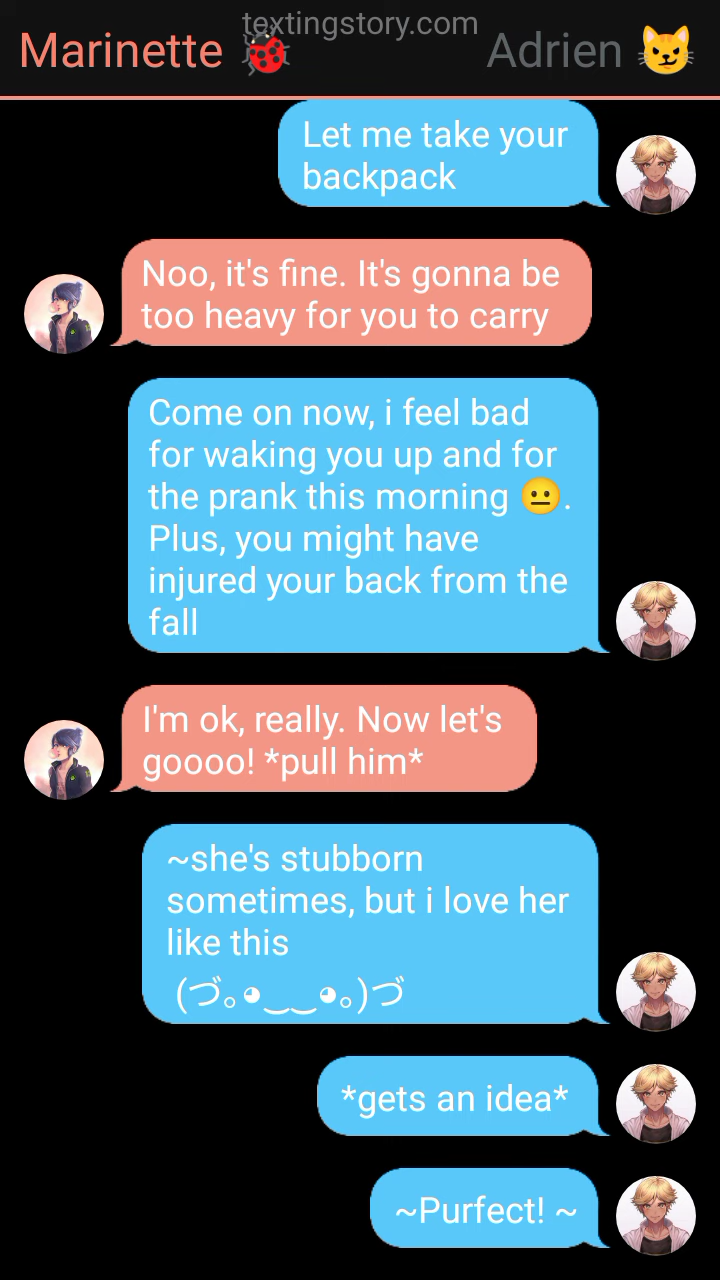 textingstory.com
Marinette 🐞 Adrien 😼
Let me take your
backpack
Noo, it's fine. It's gonna be
too heavy for you to carry
Come on now, i feel bad
for waking you up and for
the prank this morning 😐.
Plus, you might have
injured your back from the
fall
I'm ok, really. Now let's
goooo! *pull him*
~she's stubborn
sometimes, but i love her
like this
(づ｡◕‿‿◕｡)づ
*gets an idea*
~Purfect! ~